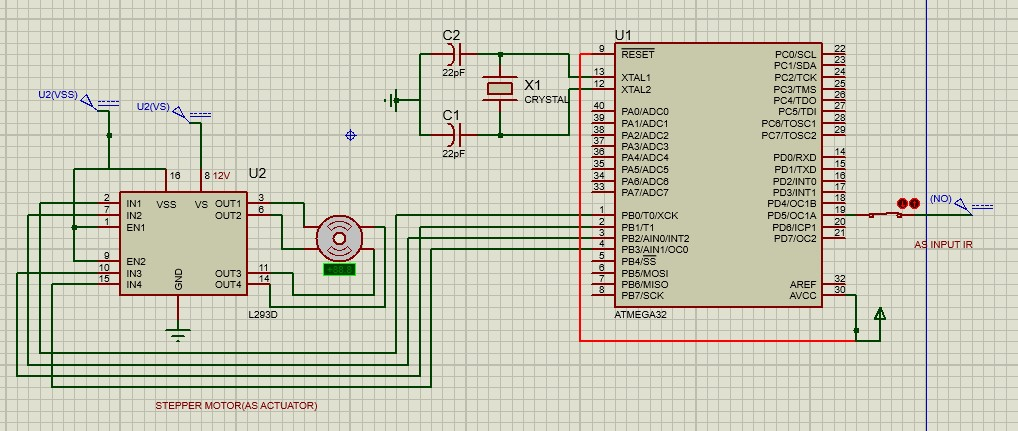 C2
22pF
X1
CRYSTAL
C1
22pF
U1
9 RESET
13 XTAL1
12 XTAL2
40 PA0/ADC0
39 PA1/ADC1
38 PA2/ADC2
37 PA3/ADC3
36 PA4/ADC4
35 PA5/ADC5
34 PA6/ADC6
33 PA7/ADC7
1 PB0/T0/XCK
2 PB1/T1
3 PB2/AIN0/INT2
4 PB3/AIN1/OC0
5 PB4/SS
6 PB5/MOSI
7 PB6/MISO
8 PB7/SCK
PC0/SCL 22
PC1/SDA 23
PC2/TCK 24
PC3/TMS 25
PC4/TDO 26
PC5/TDI 27
PC6/TOSC1 28
PC7/TOSC2 29
PD0/RXD 14
PD1/TXD 15
PD2/INT0 16
PD3/INT1 17
PD4/OC1B 18
PD5/OC1A 19
PD6/ICP1 20
PD7/OC2 21
AREF 32
AVCC 30
ATMEGA32
(NO)
AS INPUT IR
U2(VSS)
U2(VS)
U2
16
8 12V
VSS
VS
2 IN1
7 IN2
1 EN1
9 EN2
10 IN3
15 IN4
OUT1 3
OUT2 6
OUT3 11
OUT4 14
GND
L293D
STEPPER MOTOR(AS ACTUATOR)